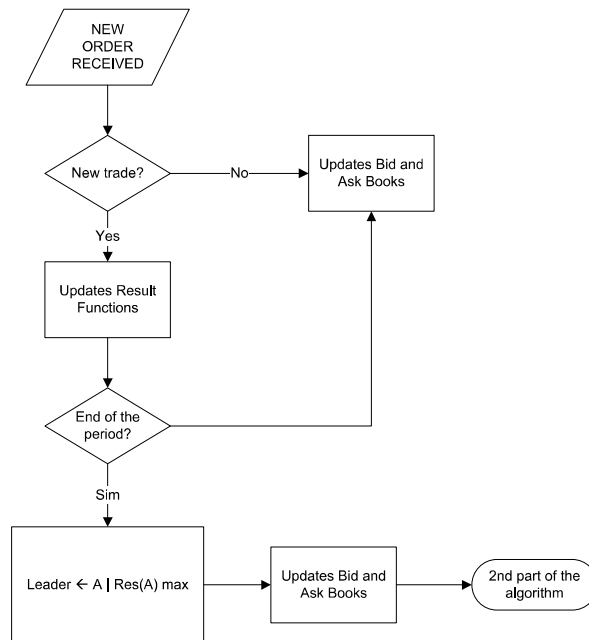 NEW
ORDER
RECEIVED
New trade?
No
Updates Bid and
Ask Books
Yes
Updates Result
Functions
End of the
period?
Sim
Leader ← A | Res(A) max
Updates Bid and
Ask Books
2nd part of the
algorithm